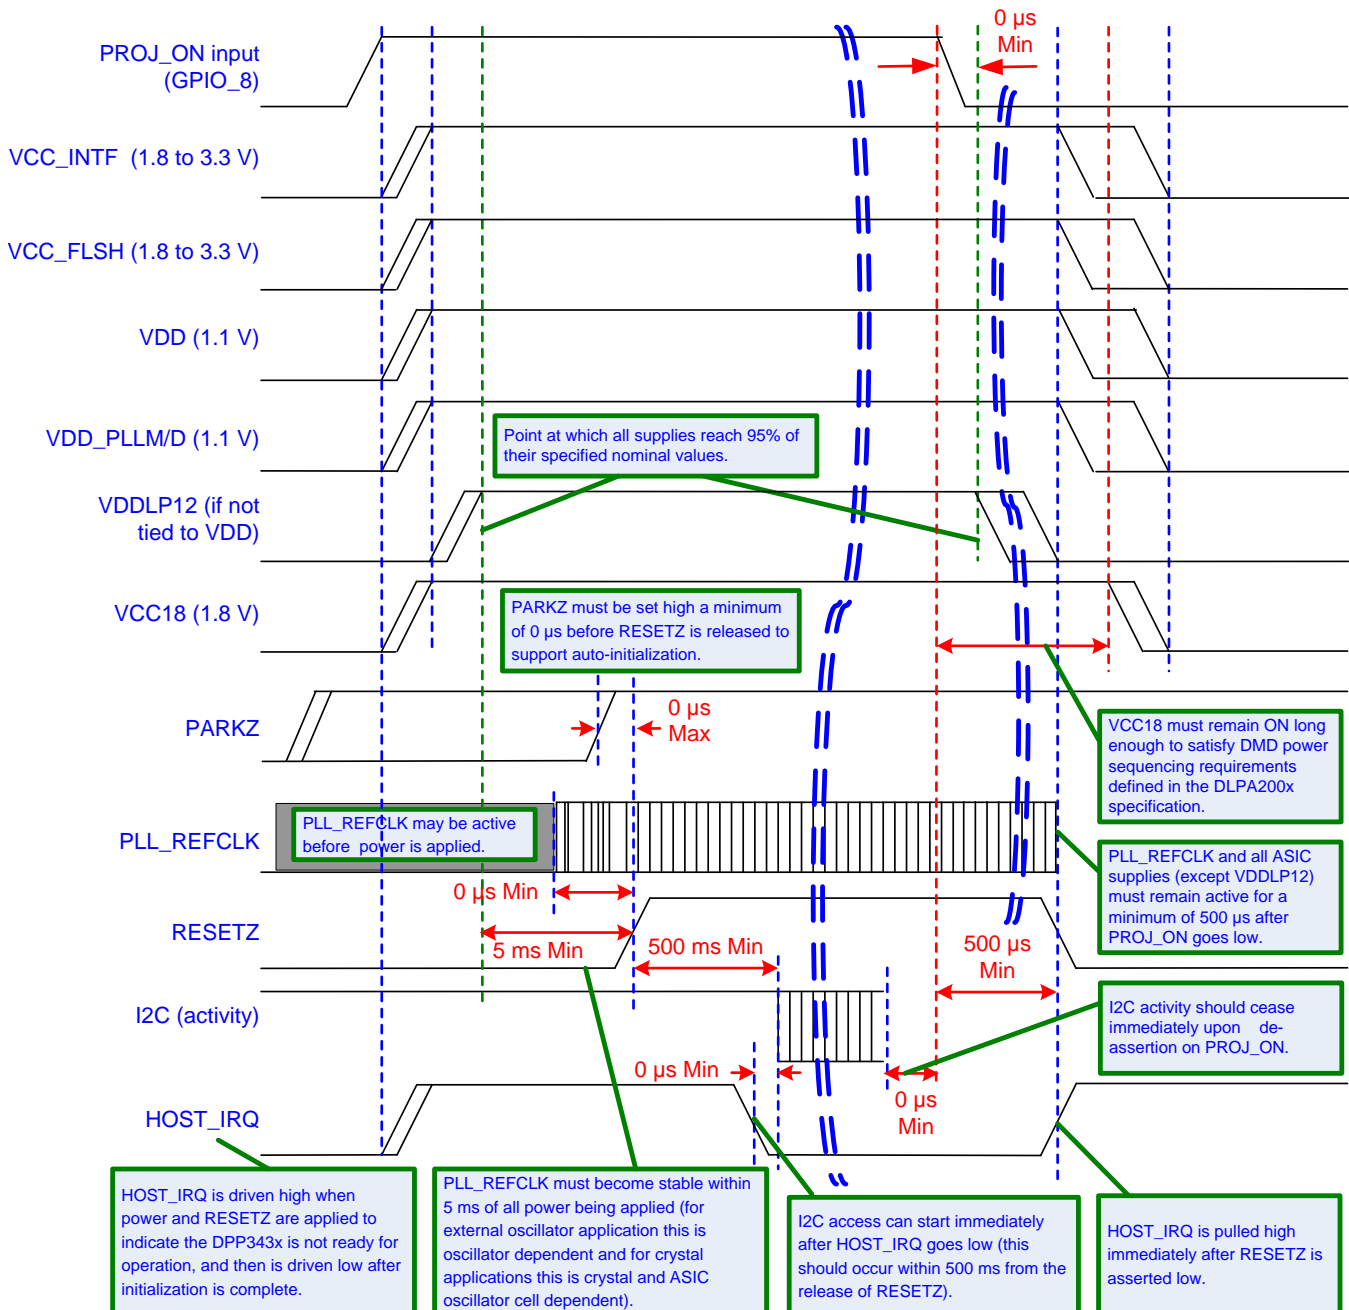 0 µs
Min
PROJ_ON input
(GPIO_8)
VCC_INTF (1.8 to 3.3 V)
VCC_FLSH (1.8 to 3.3 V)
VDD (1.1 V)
VDD_PLLM/D (1.1 V)
Point at which all supplies reach 95% of
their specified nominal values.
VDDLP12 (if not
tied to VDD)
VCC18 (1.8 V)
PARKZ must be set high a minimum
of 0 µs before RESETZ is released to
support auto-initialization.
PARKZ
0 µs
Max
VCC18 must remain ON long
enough to satisfy DMD power
sequencing requirements
defined in the DLPA200x
specification.
PLL_REFCLK
PLL_REFCLK may be active
before power is applied.
PLL_REFCLK and all ASIC
supplies (except VDDLP12)
must remain active for a
minimum of 500 µs after
PROJ_ON goes low.
0 µs Min
RESETZ
5 ms Min
500 ms Min
500 µs
Min
I2C (activity)
I2C activity should cease
immediately upon de-
assertion on PROJ_ON.
0 µs Min
0 µs
Min
HOST_IRQ
HOST_IRQ is driven high when
power and RESETZ are applied to
indicate the DPP343x is not ready for
operation, and then is driven low after
initialization is complete.
PLL_REFCLK must become stable within
5 ms of all power being applied (for
external oscillator application this is
oscillator dependent and for crystal
applications this is crystal and ASIC
oscillator cell dependent).
I2C access can start immediately
after HOST_IRQ goes low (this
should occur within 500 ms from the
release of RESETZ).
HOST_IRQ is pulled high
immediately after RESETZ is
asserted low.